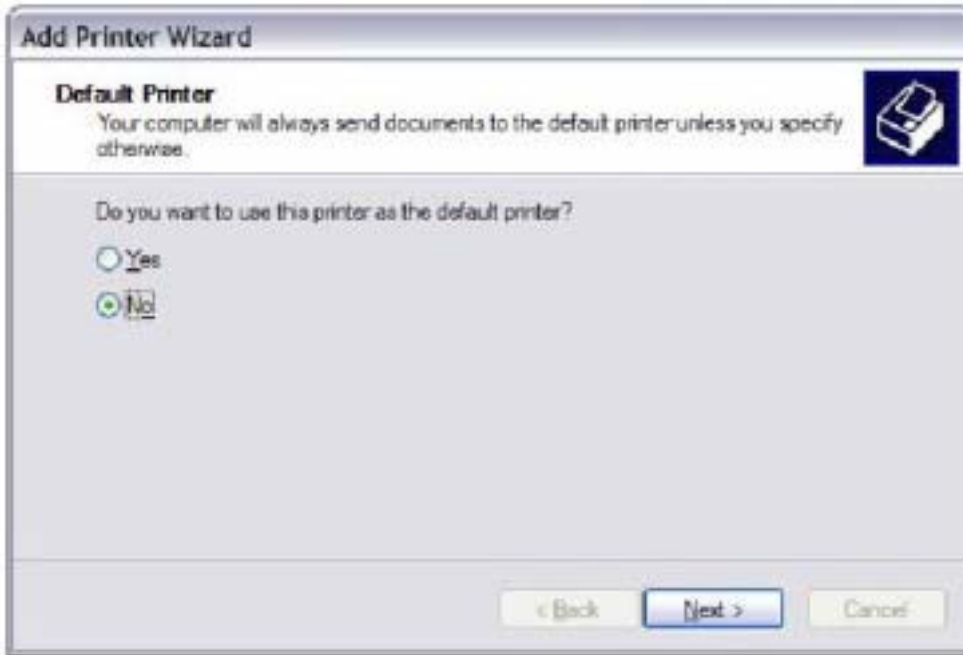 Add Printer Wizard
Default Printer
Your computer will always send documents to the default printer unless you specify
otherwise.
Do you want to use this printer as the default printer?
Yes
No
< Back Next > Cancel